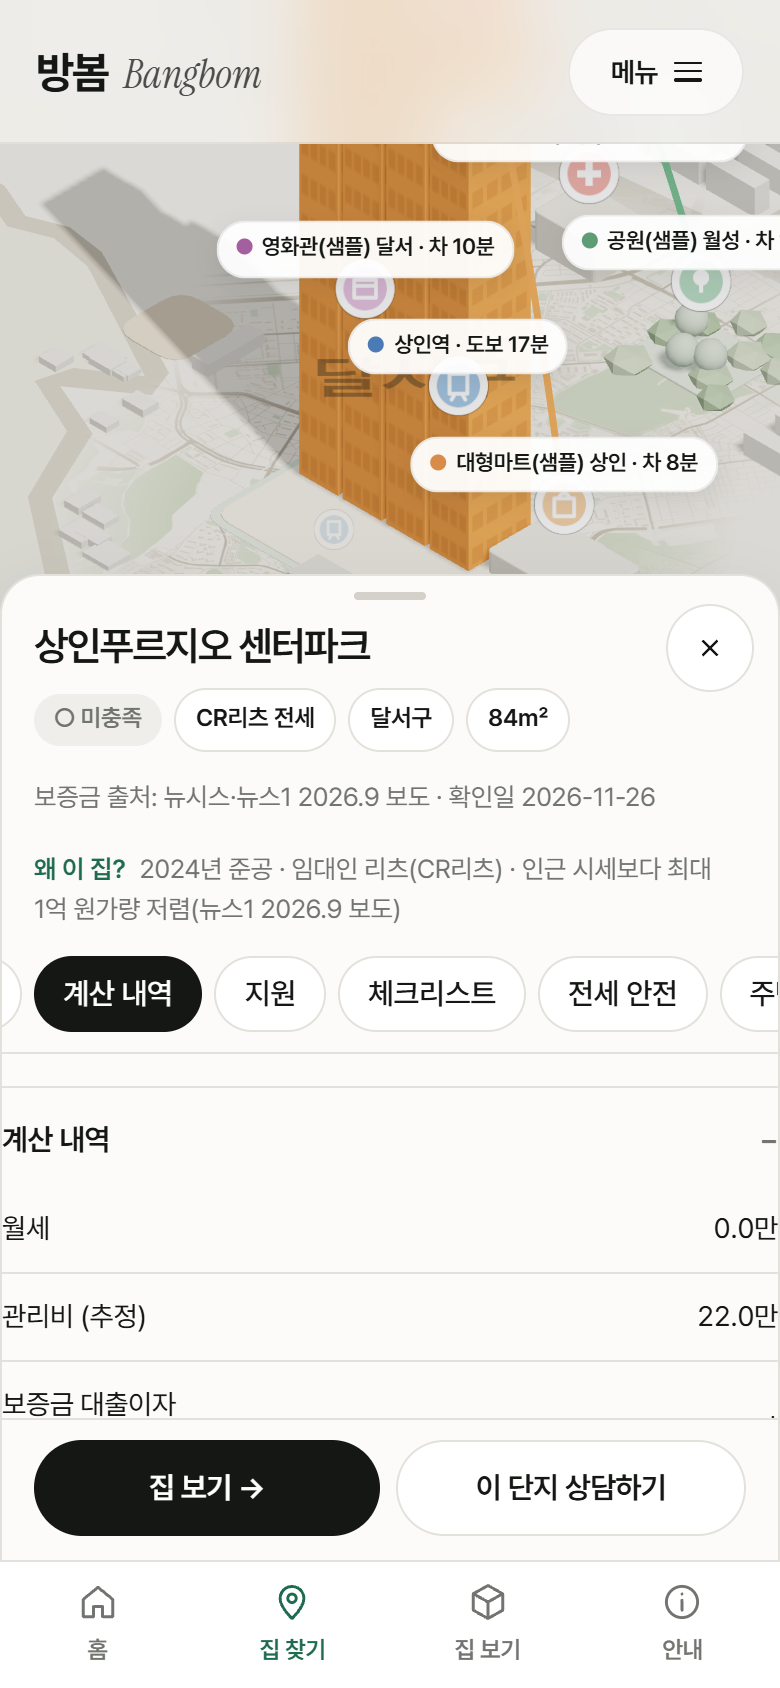 방봄 Bangbom
메뉴
영화관(샘플) 달서 · 차 10분
공원(샘플) 월성 · 차
상인역 · 도보 17분
대형마트(샘플) 상인 · 차 8분
상인푸르지오 센터파크
미충족
CR리츠 전세
달서구
84m²
보증금 출처: 뉴시스·뉴스1 2026.9 보도 · 확인일 2026-11-26
왜 이 집? 2024년 준공 · 임대인 리츠(CR리츠) · 인근 시세보다 최대
1억 원가량 저렴(뉴스1 2026.9 보도)
계산 내역
지원
체크리스트
전세 안전
계산 내역 –
월세 0.0만
관리비 (추정) 22.0만
보증금 대출이자
집 보기 →
이 단지 상담하기
홈
집 찾기
집 보기
안내